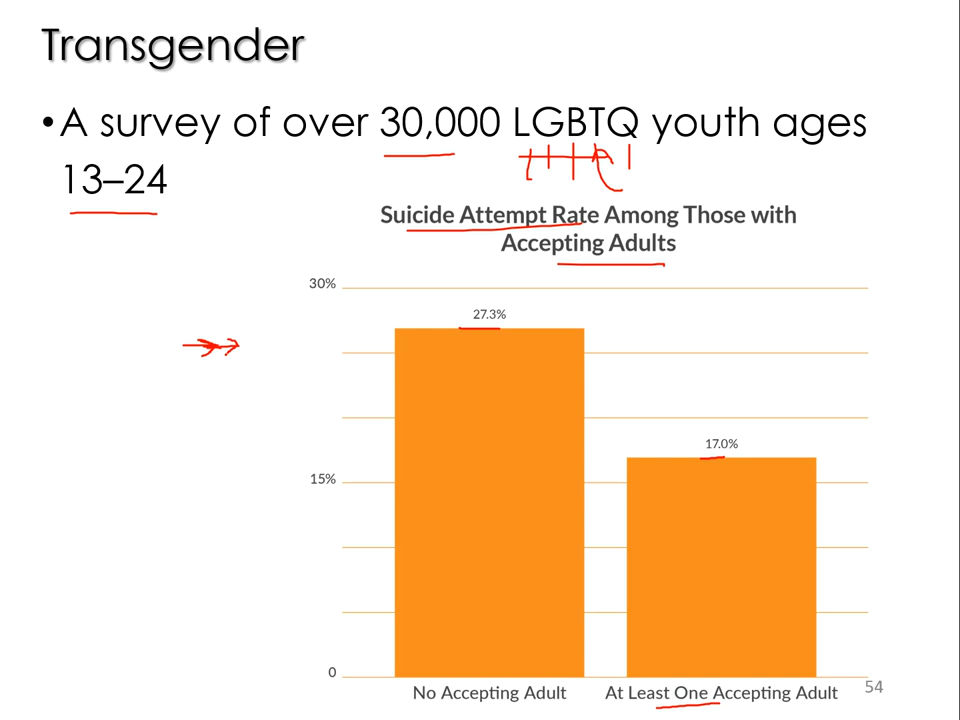 Transgender
•A survey of over 30,000 LGBTQ youth ages
13–24
Suicide Attempt Rate Among Those with
Accepting Adults
30%
27.3%
17.0%
15%
0
No Accepting Adult
At Least One Accepting Adult
54